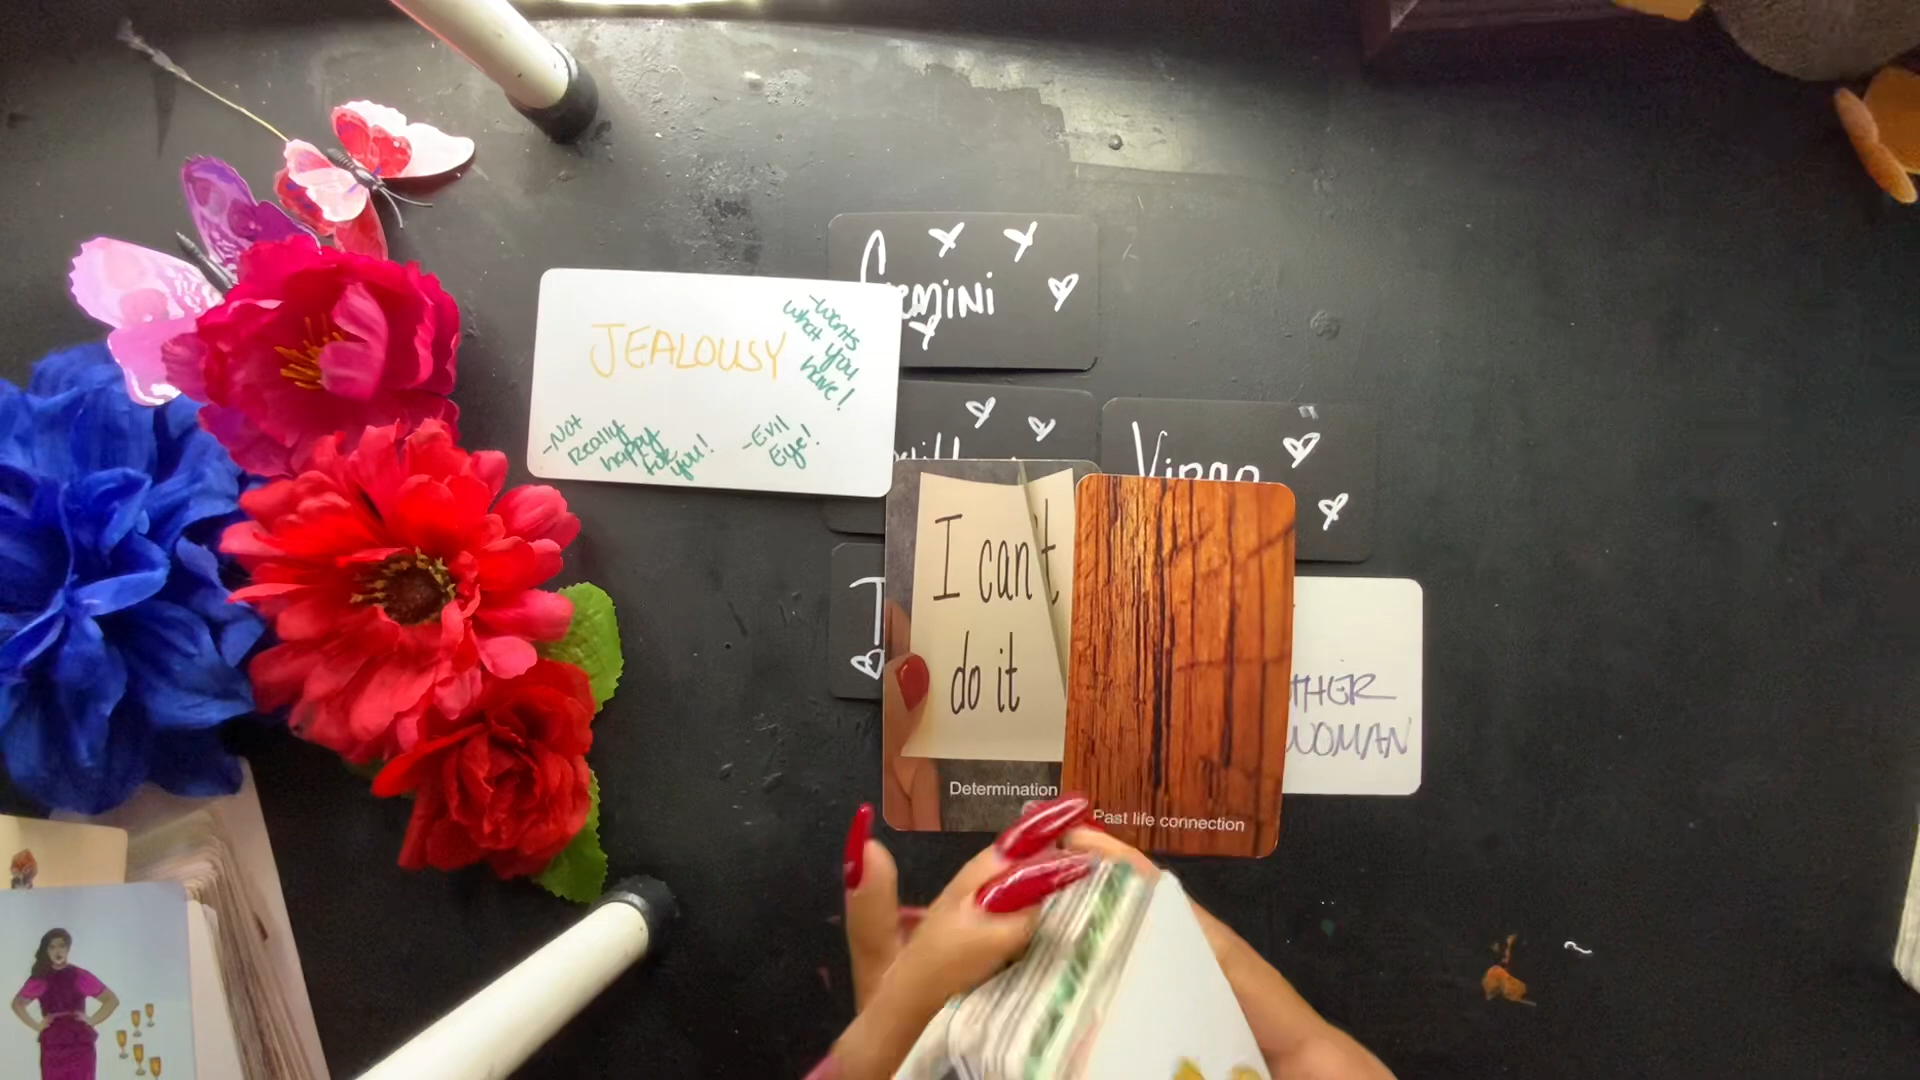 Gemini
JEALOUSY
-Wants
what you
have!
-Not
Really
happy
for
you!
-Evil
Eye!
Virgo
I can't
do it
Determination
Past life connection
THER
WOMAN